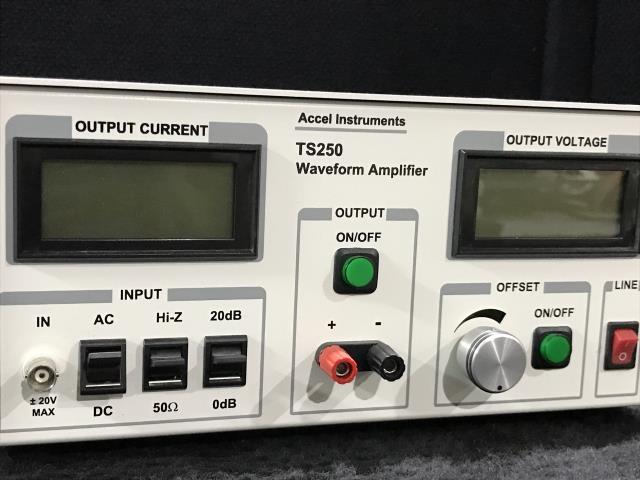 Accel Instruments
TS250
Waveform Amplifier
OUTPUT CURRENT
OUTPUT VOLTAGE
OUTPUT
ON/OFF
+ -
INPUT
IN
± 20V
MAX
AC
DC
Hi-Z
50Ω
20dB
0dB
OFFSET
ON/OFF
LINE